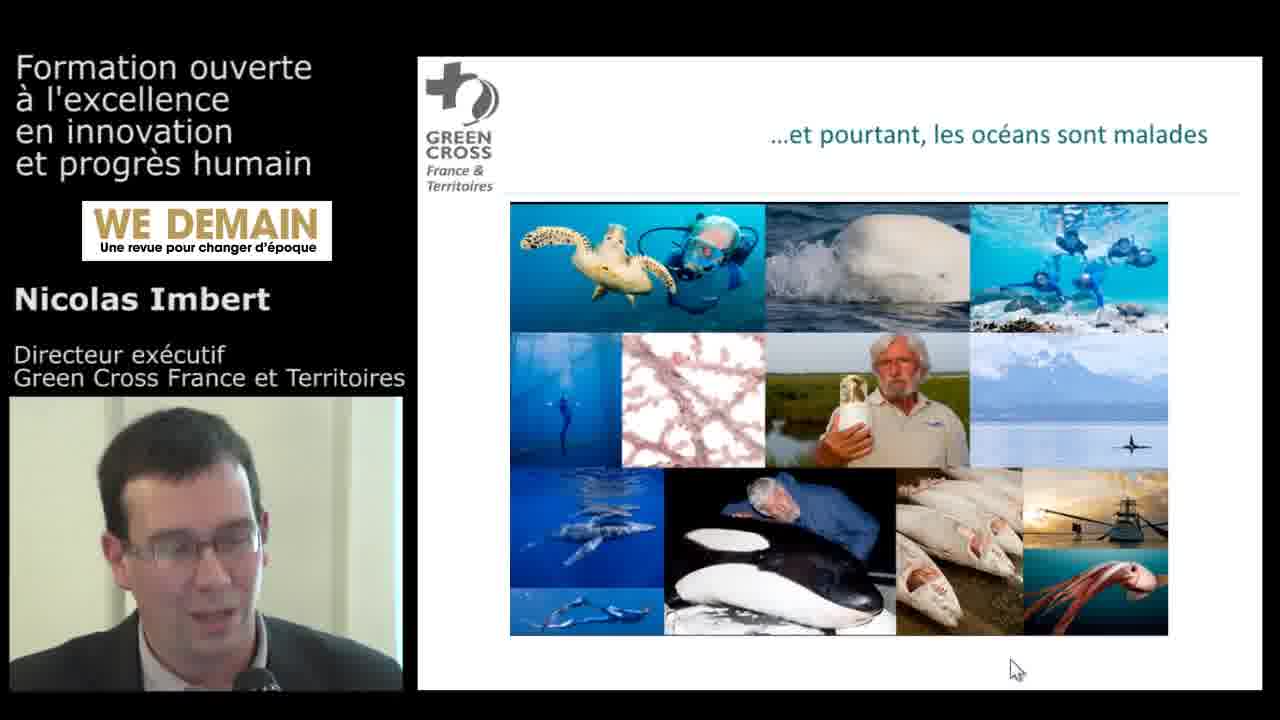 Formation ouverte
à l'excellence
en innovation
et progrès humain
WE DEMAIN
Une revue pour changer d'époque
Nicolas Imbert
Directeur exécutif
Green Cross France et Territoires
GREEN
CROSS
France &
Territoires
...et pourtant, les océans sont malades